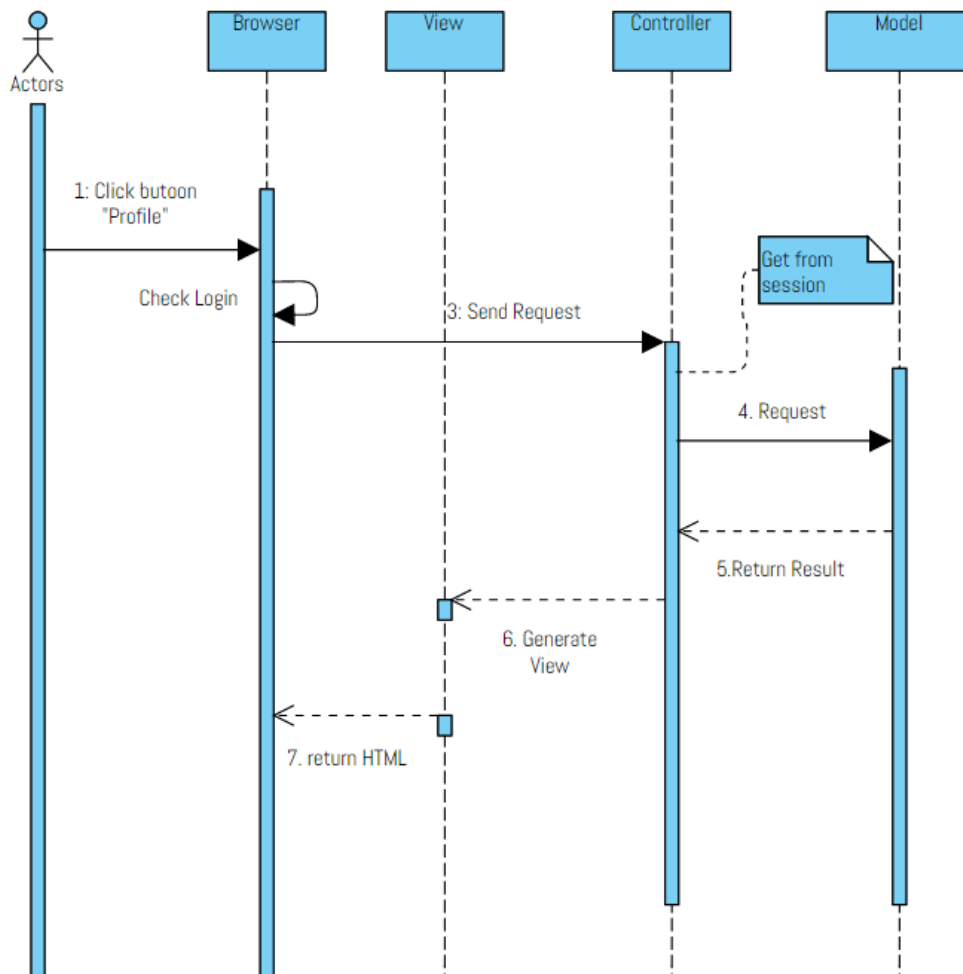 Actors
Browser
View
Controller
Model
1: Click butoon
"Profile"
Check Login
Get from
session
3: Send Request
4. Request
5.Return Result
6. Generate
View
7. return HTML